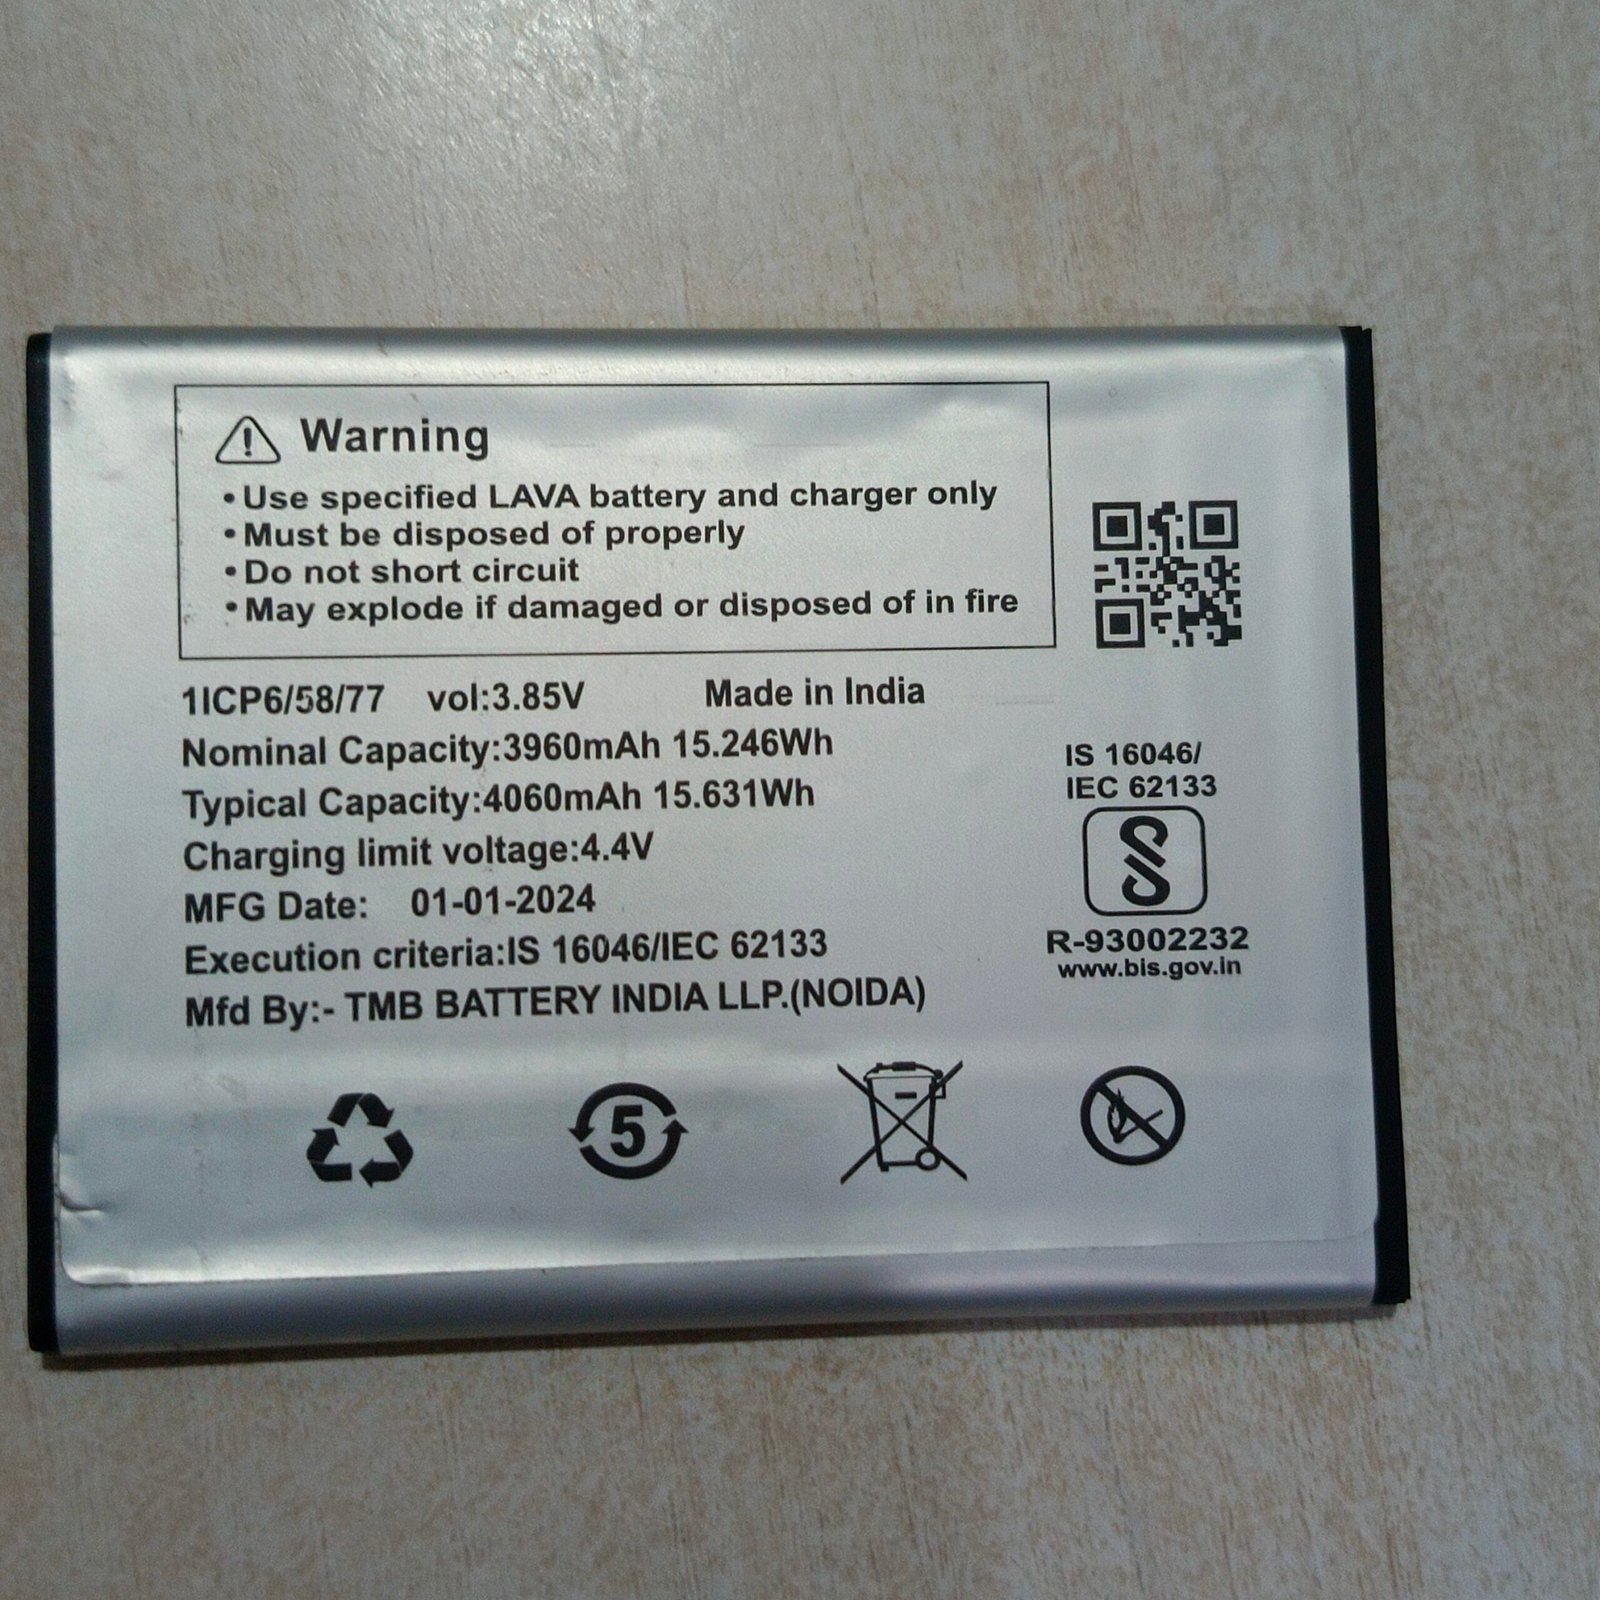 Warning
•Use specified LAVA battery and charger only
•Must be disposed of properly
•Do not short circuit
•May explode if damaged or disposed of in fire
1ICP6/58/77 vol:3.85V Made in India
Nominal Capacity:3960mAh 15.246Wh
Typical Capacity:4060mAh 15.631Wh
Charging limit voltage:4.4V
MFG Date: 01-01-2024
Execution criteria:IS 16046/IEC 62133
Mfd By:- TMB BATTERY INDIA LLP.(NOIDA)
IS 16046/
IEC 62133
R-93002232
www.bis.gov.in
5